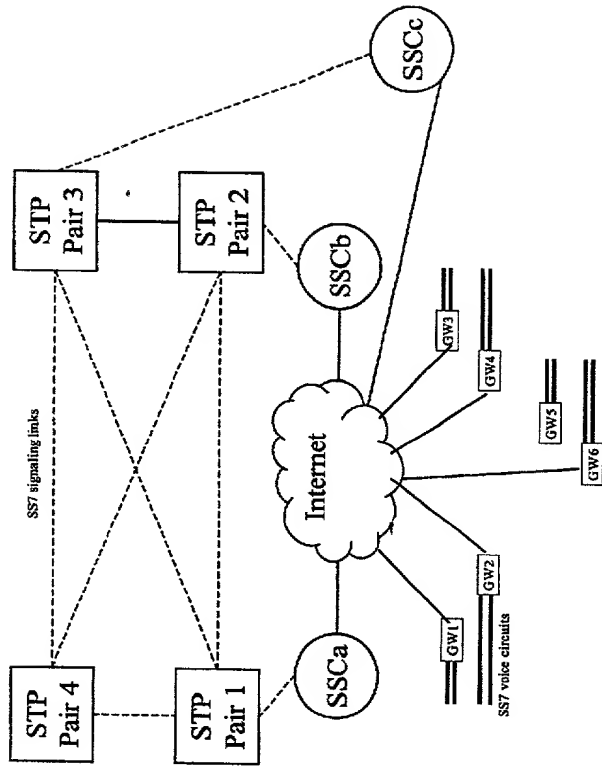 SS7 signaling links
STP
Pair 4
STP
Pair 3
STP
Pair 1
STP
Pair 2
SSCa
Internet
SSCb
SSCc
GW1
GW2
SS7 voice circuits
GW3
GW4
GW5
GW6